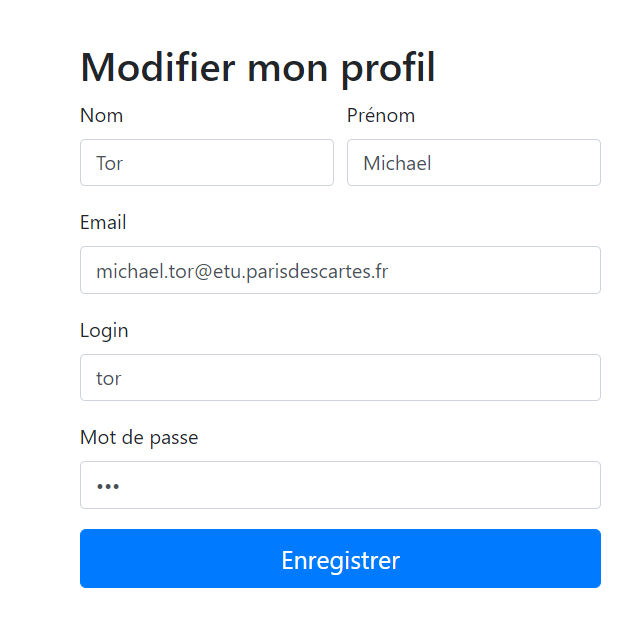 Modifier mon profil
Nom Prénom
Tor Michael
Email
michael.tor@etu.parisdescartes.fr
Login
tor
Mot de passe
•••
Enregistrer